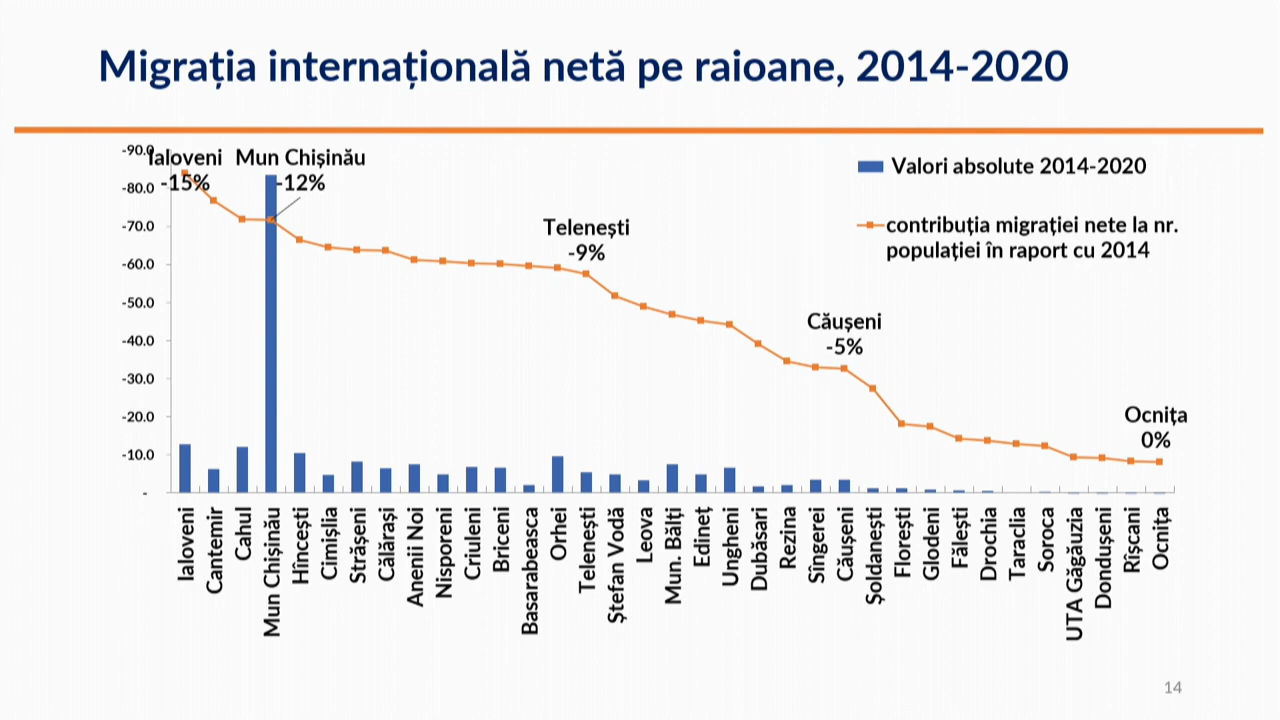 Migrația internațională netă pe raioane, 2014-2020
-90.0
-80.0
-70.0
-60.0
-50.0
-40.0
-30.0
-20.0
-10.0
-
Ialoveni
-15%
Mun Chișinău
-12%
Telenești
-9%
Căușeni
-5%
Ocnița
0%
Valori absolute 2014-2020
contribuția migrației nete la nr.
populației în raport cu 2014
Ialoveni
Cantemir
Cahul
Mun Chișinău
Hîncești
Cimișlia
Strășeni
Călărași
Anenii Noi
Nisporeni
Criuleni
Briceni
Basarabeasca
Orhei
Telenești
Ștefan Vodă
Leova
Mun. Bălți
Edineț
Ungheni
Dubăsari
Rezina
Sîngerei
Căușeni
Șoldanești
Florești
Glodeni
Fălești
Drochia
Taraclia
Soroca
UTA Găgăuzia
Dondușeni
Rîșcani
Ocnița
14